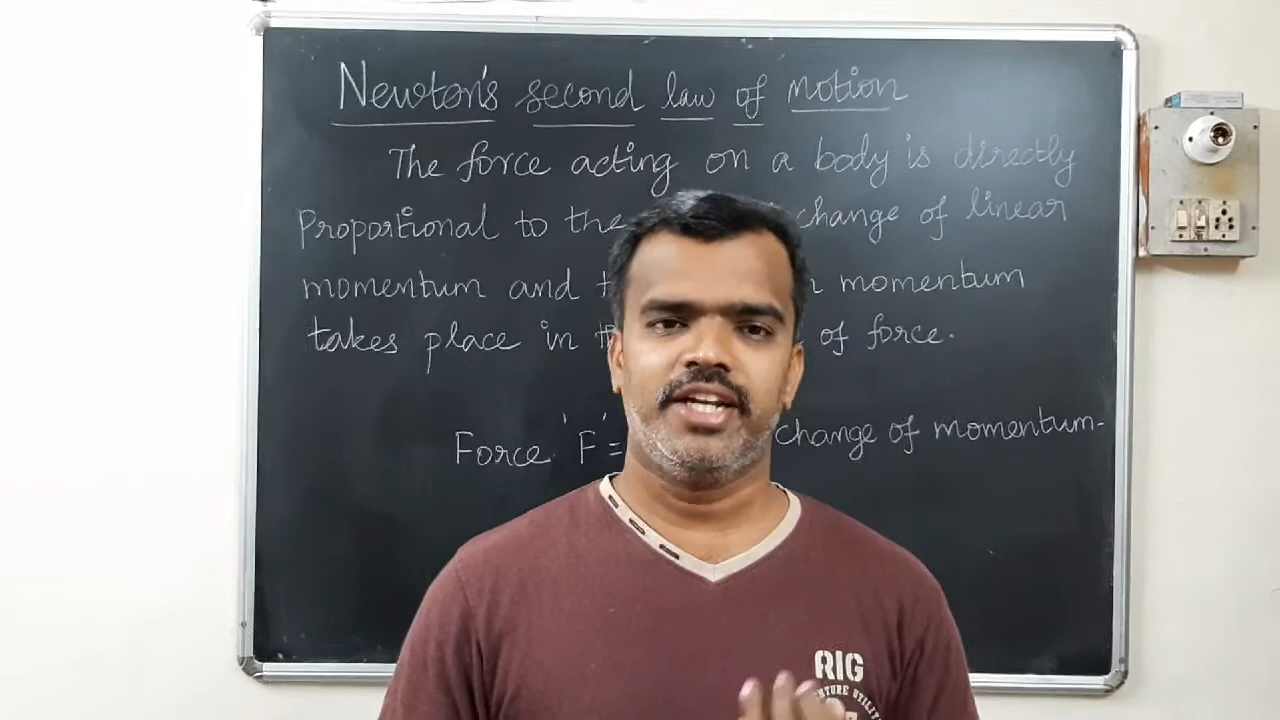 Newton's second law of motion
The force acting on a body is directly
Proportional to the change of linear
momentum and momentum
takes place in of force.
Force 'F' = change of momentum
RIG
UTILITY